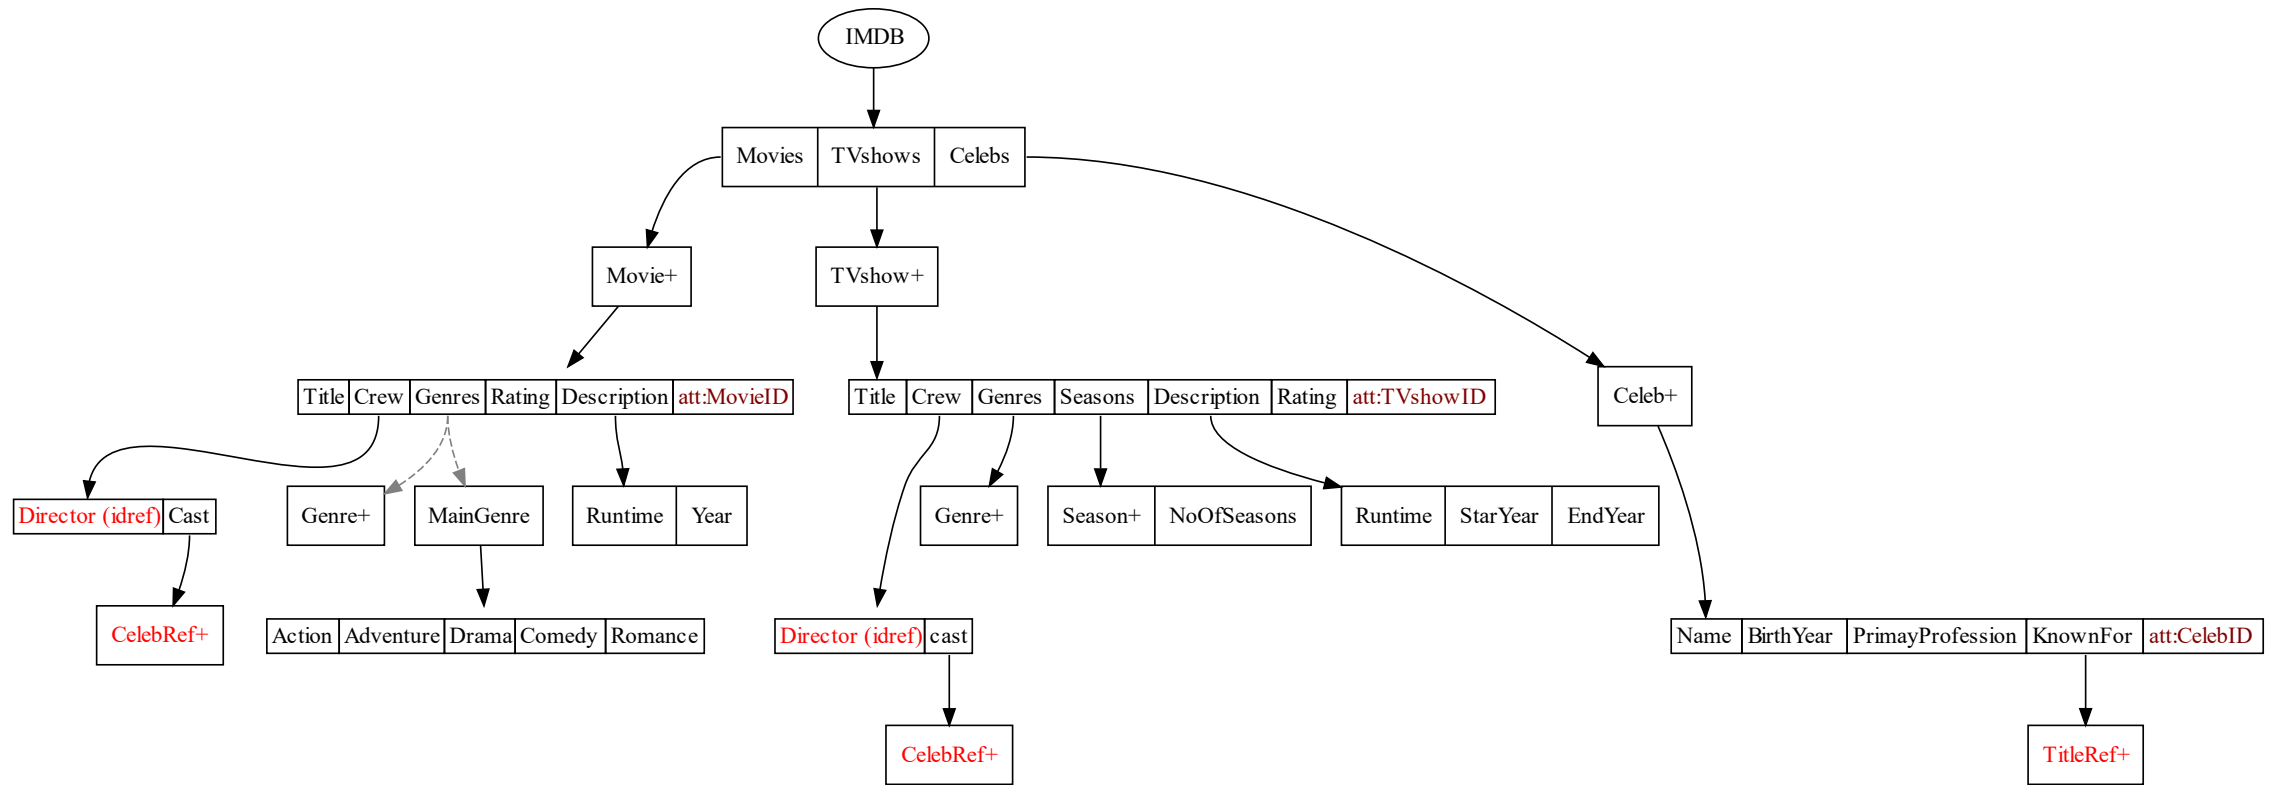 IMDB
Movies TVshows Celebs
Movie+ TVshow+
Title Crew Genres Rating Description att:MovieID
Title Crew Genres Seasons Description Rating att:TVshowID
Celeb+
Director (idref) Cast
Genre+ MainGenre
Runtime Year
Genre+
Season+ NoOfSeasons
Runtime StarYear EndYear
CelebRef+
Action Adventure Drama Comedy Romance
Director (idref) cast
Name BirthYear PrimayProfession KnownFor att:CelebID
CelebRef+
TitleRef+